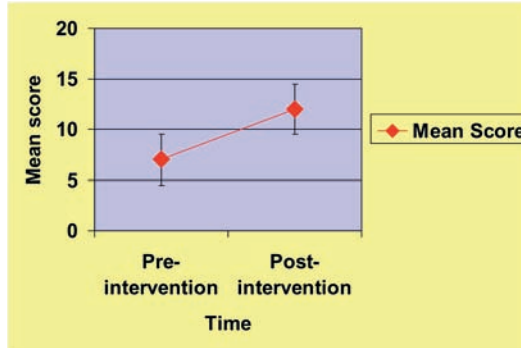 20
15
10
5
0
Mean score
Pre-
intervention
Post-
intervention
Time
Mean Score